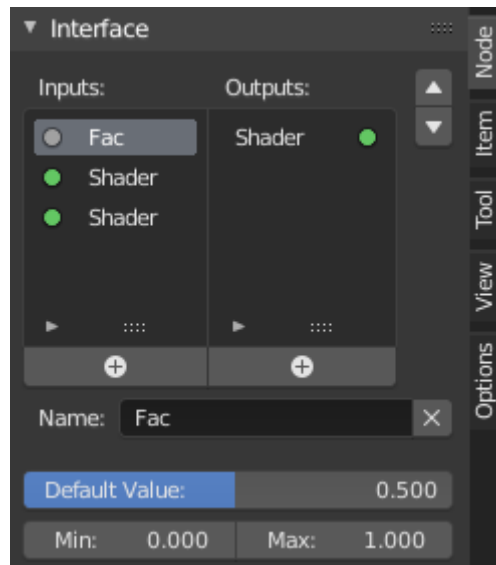 Interface
Inputs: Outputs:
Fac Shader
Shader
Shader
Name: Fac
Default Value: 0.500
Min: 0.000 Max: 1.000
Node
Item
Tool
View
Options